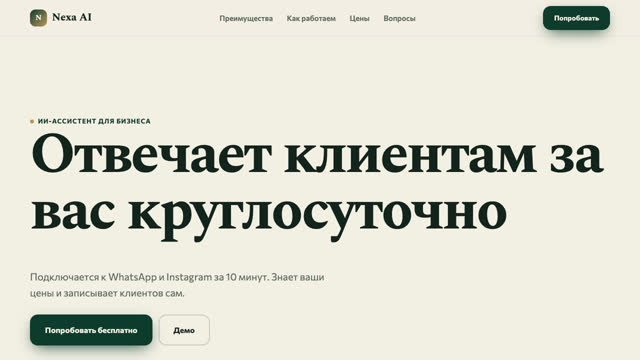 N Nexa AI
Преимущества Как работаем Цены Вопросы
Попробовать
ИИ-АССИСТЕНТ ДЛЯ БИЗНЕСА
Отвечает клиентам за
вас круглосуточно
Подключается к WhatsApp и Instagram за 10 минут. Знает ваши
цены и записывает клиентов сам.
Попробовать бесплатно
Демо